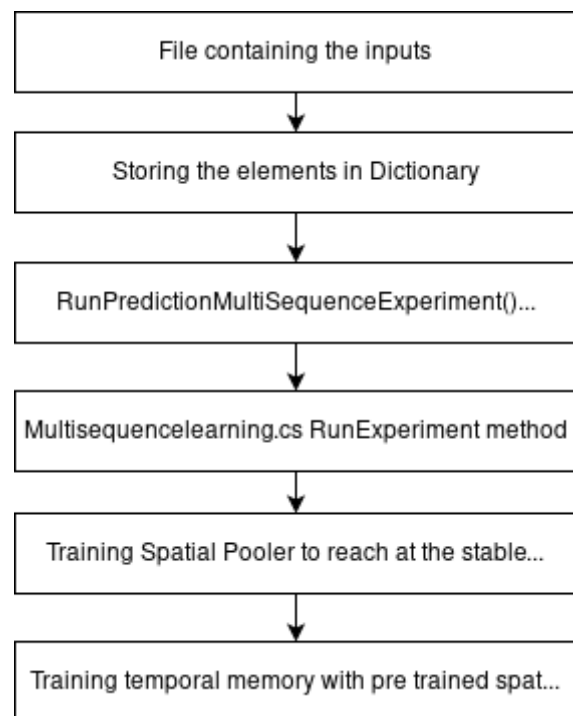 File containing the inputs
Storing the elements in Dictionary
RunPredictionMultiSequenceExperiment()...
Multisequencelearning.cs RunExperiment method
Training Spatial Pooler to reach at the stable...
Training temporal memory with pre trained spat...